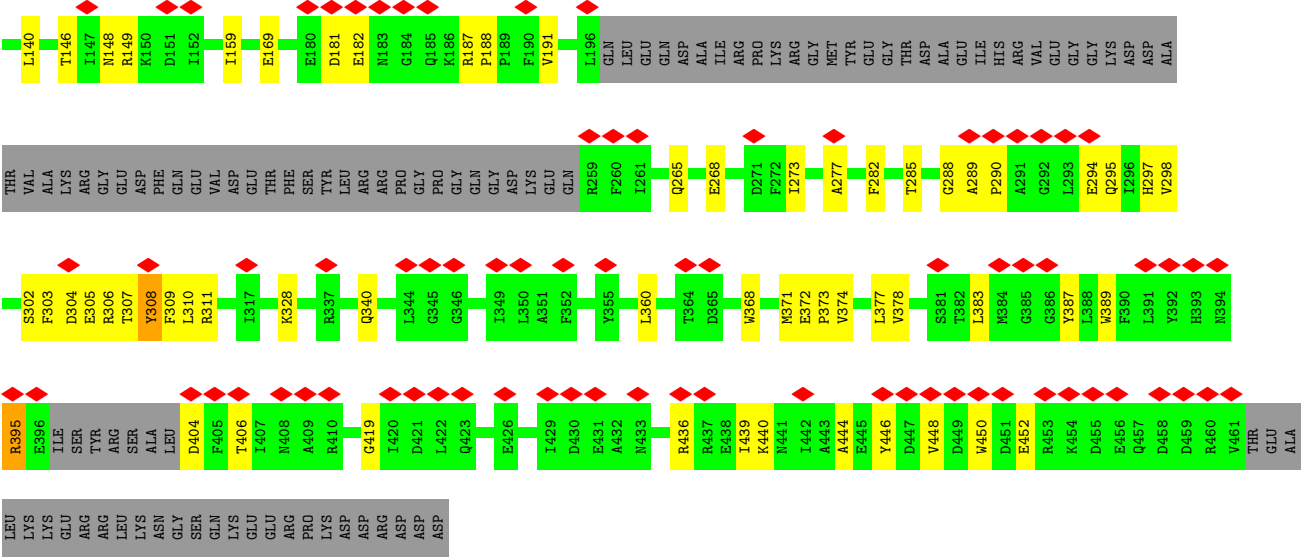 L140 T146 I147 N148 R149 K150 D151 I152 I159 E169 E180 D181 E182 N183 G184 Q185 K186 R187 P188 P189 F190 V191 L196 GLN LEU GLU GLN ASP ALA ILE ARG PRO LYS ARG GLY MET TYR GLU GLY THR ASP ALA GLU ILE HIS ARG VAL GLU GLY GLY LYS ASP ASP ALA
THR VAL ALA LYS ARG GLY GLU ASP PHE GLN GLU VAL ASP GLU THR PHE SER TYR LEU ARG ARG PRO GLY PRO GLY GLN GLY ASP LYS GLU GLN R259 F260 I261 Q265 E268 D271 F272 I273 A277 F282 T285 G288 A289 P290 A291 G292 L293 E294 Q295 I296 H297 V298
S302 F303 D304 E305 R306 T307 Y308 F309 L310 R311 I317 K328 R337 Q340 L344 G345 G346 I349 L350 A351 F352 Y355 L360 T364 D365 W368 M371 E372 P373 V374 L377 V378 S381 T382 L383 M384 G385 G386 Y387 L388 W389 F390 L391 Y392 H393 N394
R395 E396 ILE SER TYR ARG SER ALA LEU D404 F405 T406 I407 N408 A409 R410 G419 I420 D421 L422 Q423 E426 I429 D430 E431 A432 N433 R436 R437 E438 I439 K440 N441 I442 A443 A444 E445 Y446 D447 V448 D449 W450 D451 E452 R453 K454 D455 E456 Q457 D458 D459 R460 V461 THR GLU ALA
LEU LYS LYS GLU ARG ARG LEU LYS ASN GLY SER GLN LYS GLU GLU ARG PRO LYS ASP ASP ARG ASP ASP ASP